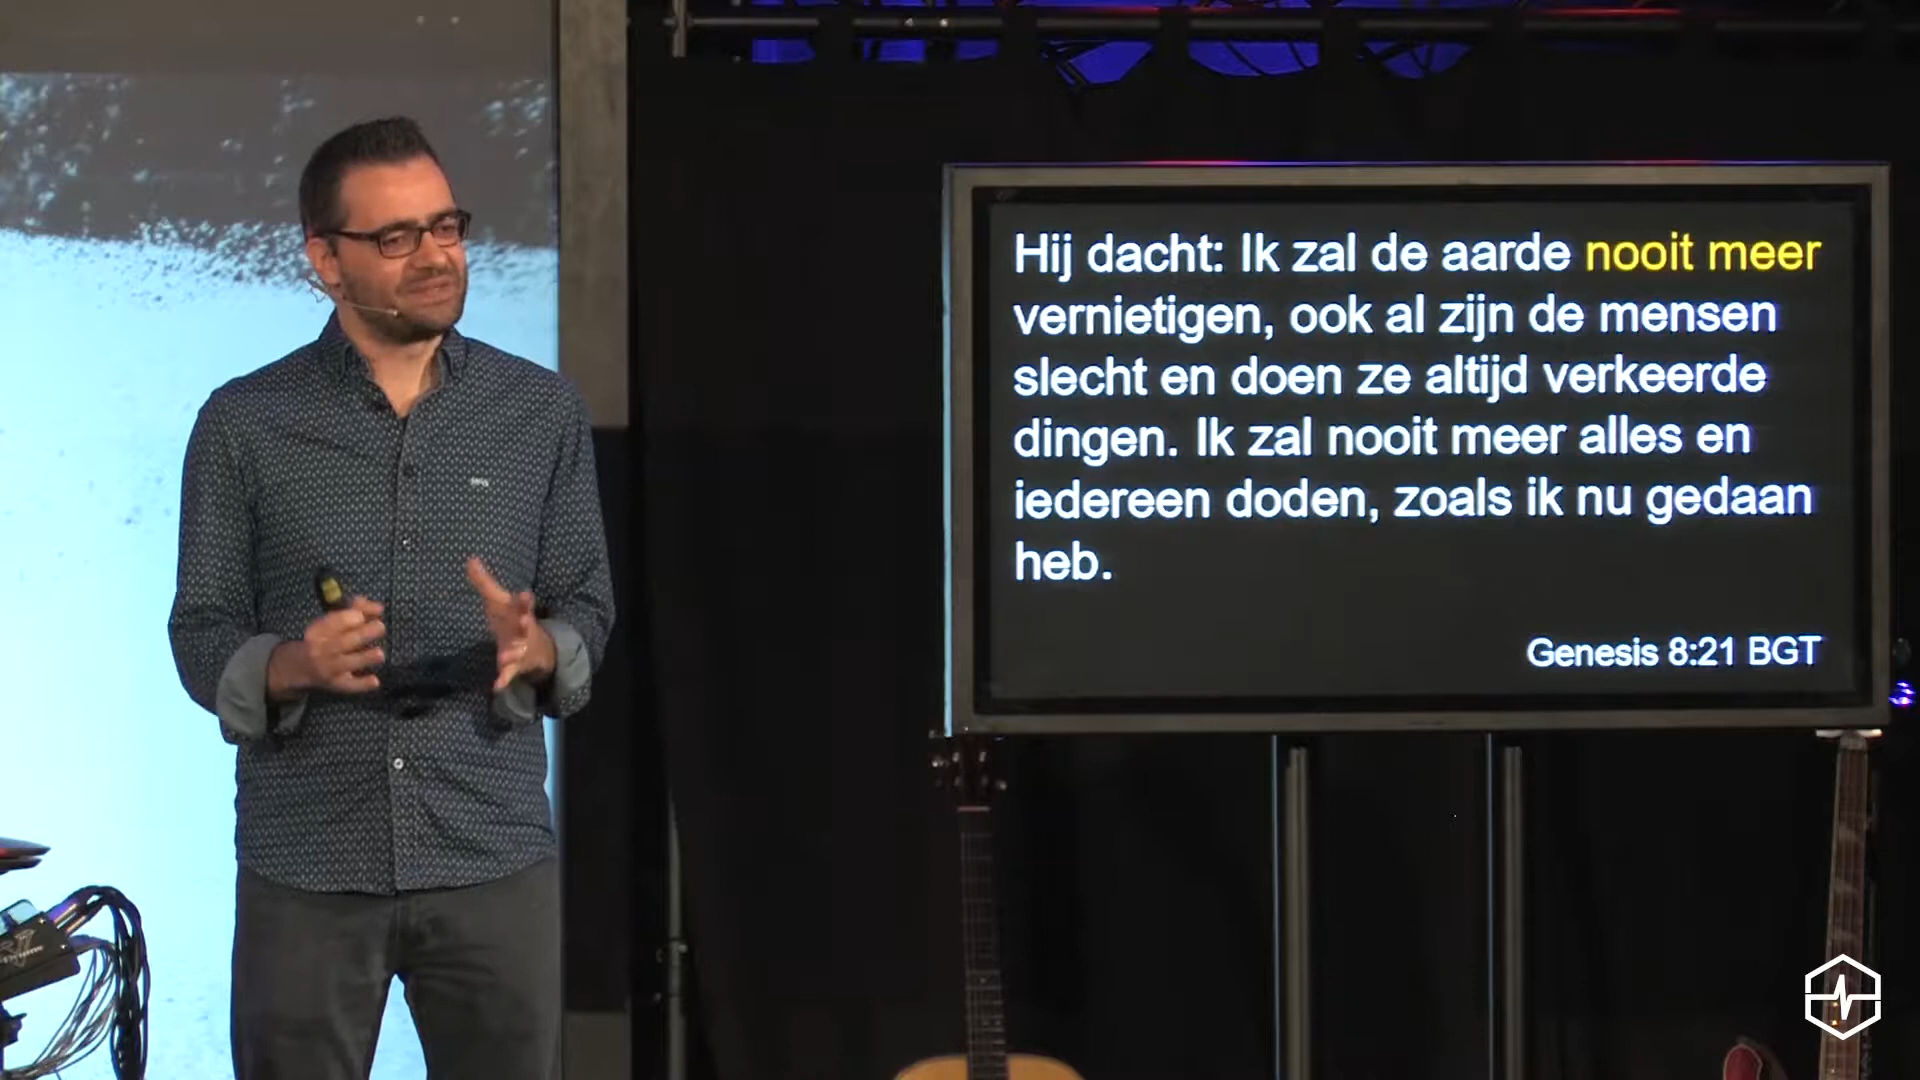 Hij dacht: Ik zal de aarde nooit meer
vernietigen, ook al zijn de mensen
slecht en doen ze altijd verkeerde
dingen. Ik zal nooit meer alles en
iedereen doden, zoals ik nu gedaan
heb.
Genesis 8:21 BGT